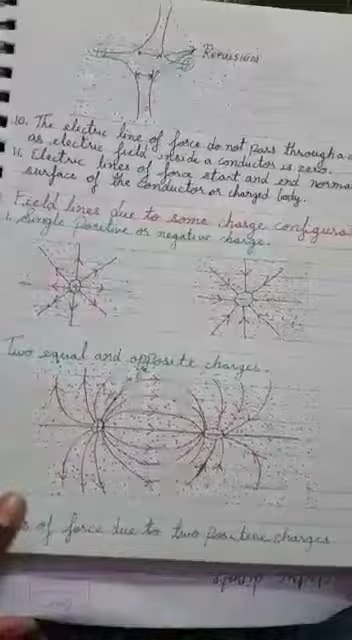 Repulsion
10. The electric line of force do not pass through a
as electric field inside a conductor is zero.
11. Electric lines of force start and end norma
surface of the conductor or charged body.
Field lines due to some charge configura
1. Single positive or negative charge.
Two equal and opposite charges.
of force due to two positive charges